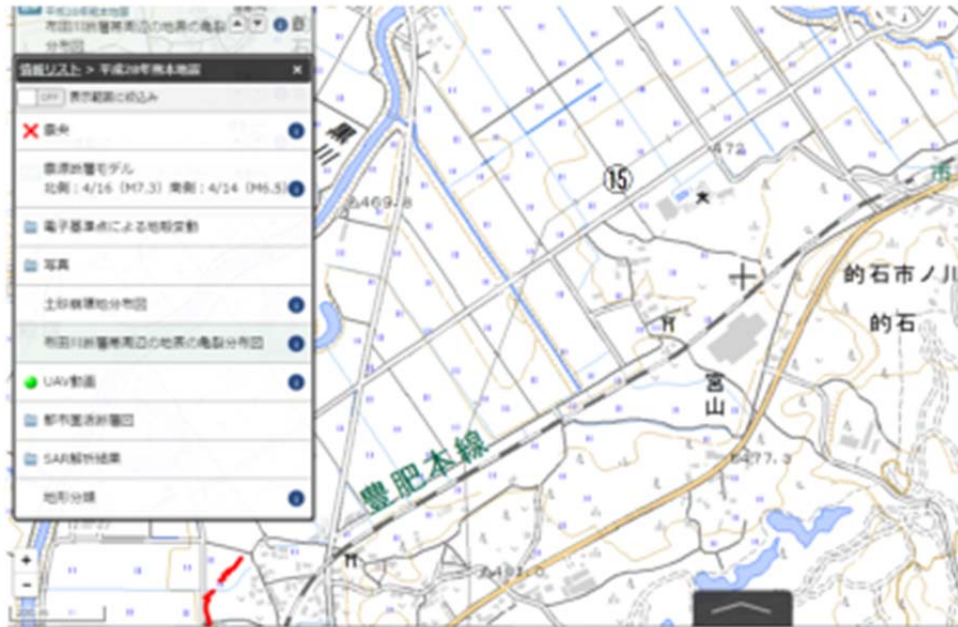 平成28年熊本地震
布田川断層帯周辺の地表の亀裂
分布図
情報リスト > 平成28年熊本地震 ×
OFF 表示範囲に絞込み
震央
震源断層モデル
北側:4/16(M7.3)南側:4/14(M6.5)
電子基準点による地殻変動
写真
土砂崩壊地分布図
布田川断層帯周辺の地表の亀裂分布図
UAV動画
都市圏活断層図
SAR解析結果
地形分類
黒
川
469.8
15
472
市
的石市ノ川
的石
宮
山
豊肥本線
477.3
+
-